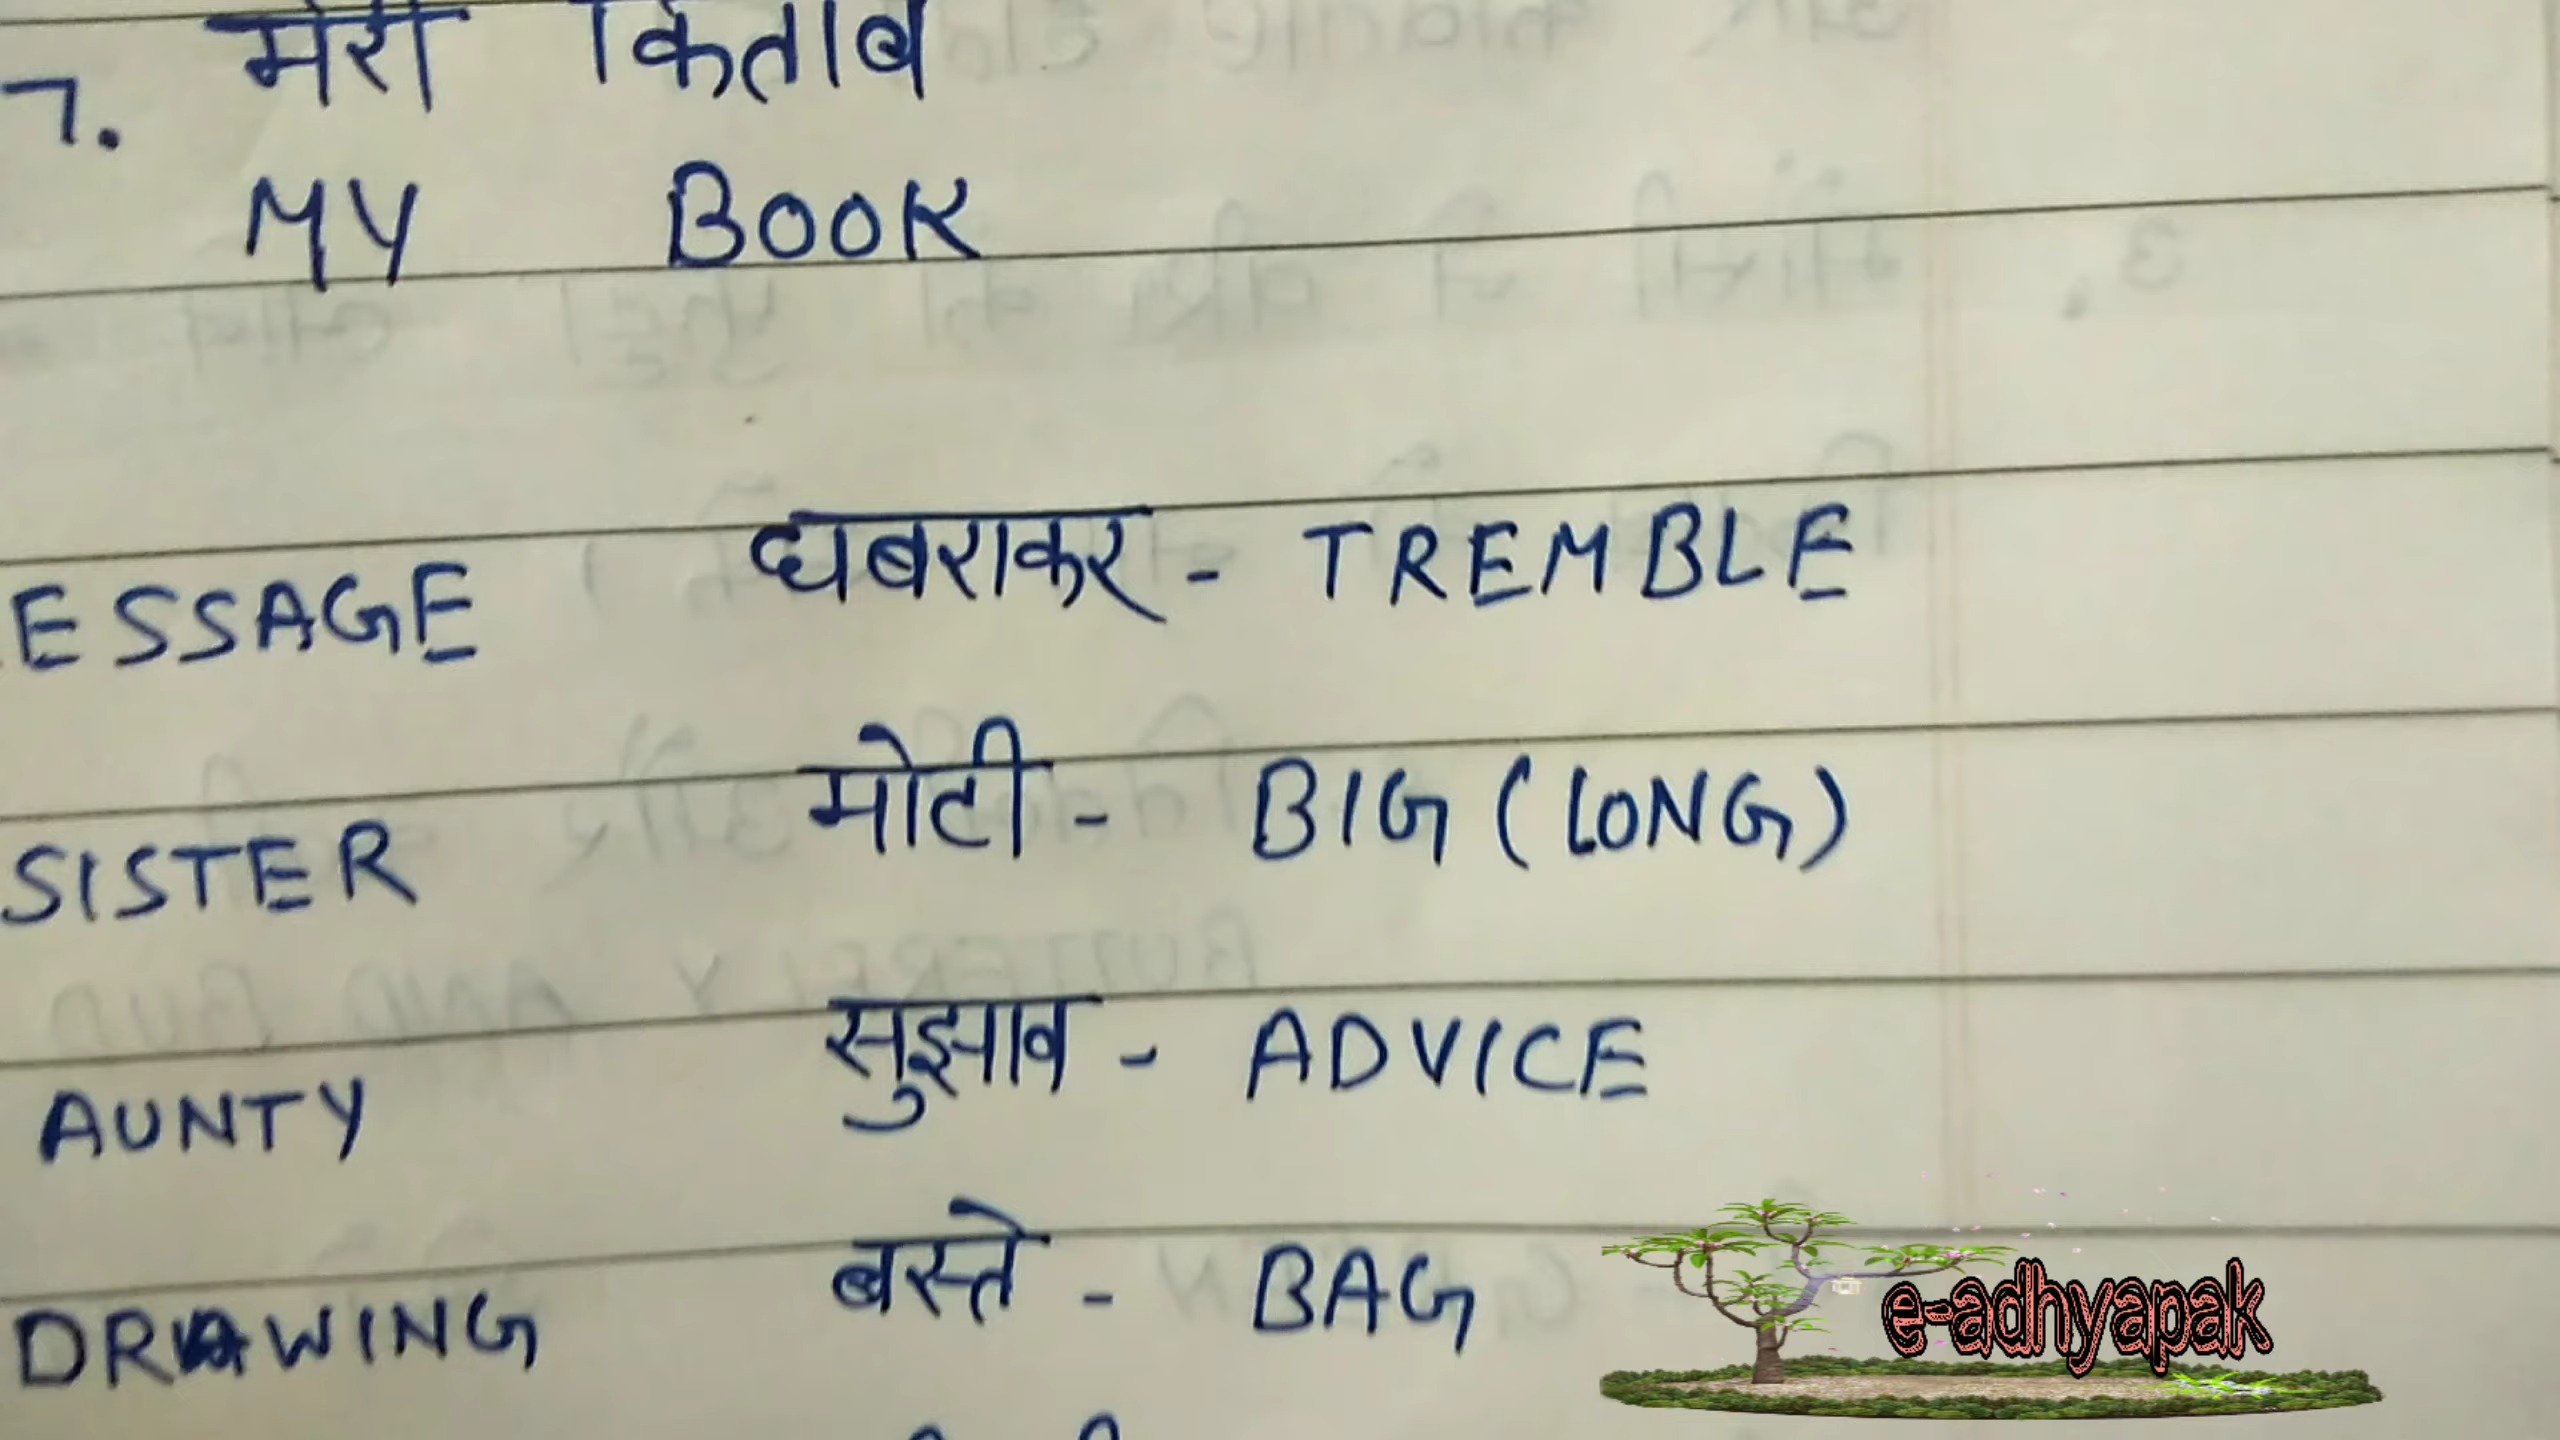 7. मेरी किताब
MY BOOK
ESSAGE घबराकर - TREMBLE
SISTER मोटी - BIG (LONG)
AUNTY सुझाव - ADVICE
DRAWING बस्ते - BAG
e-adhyapak